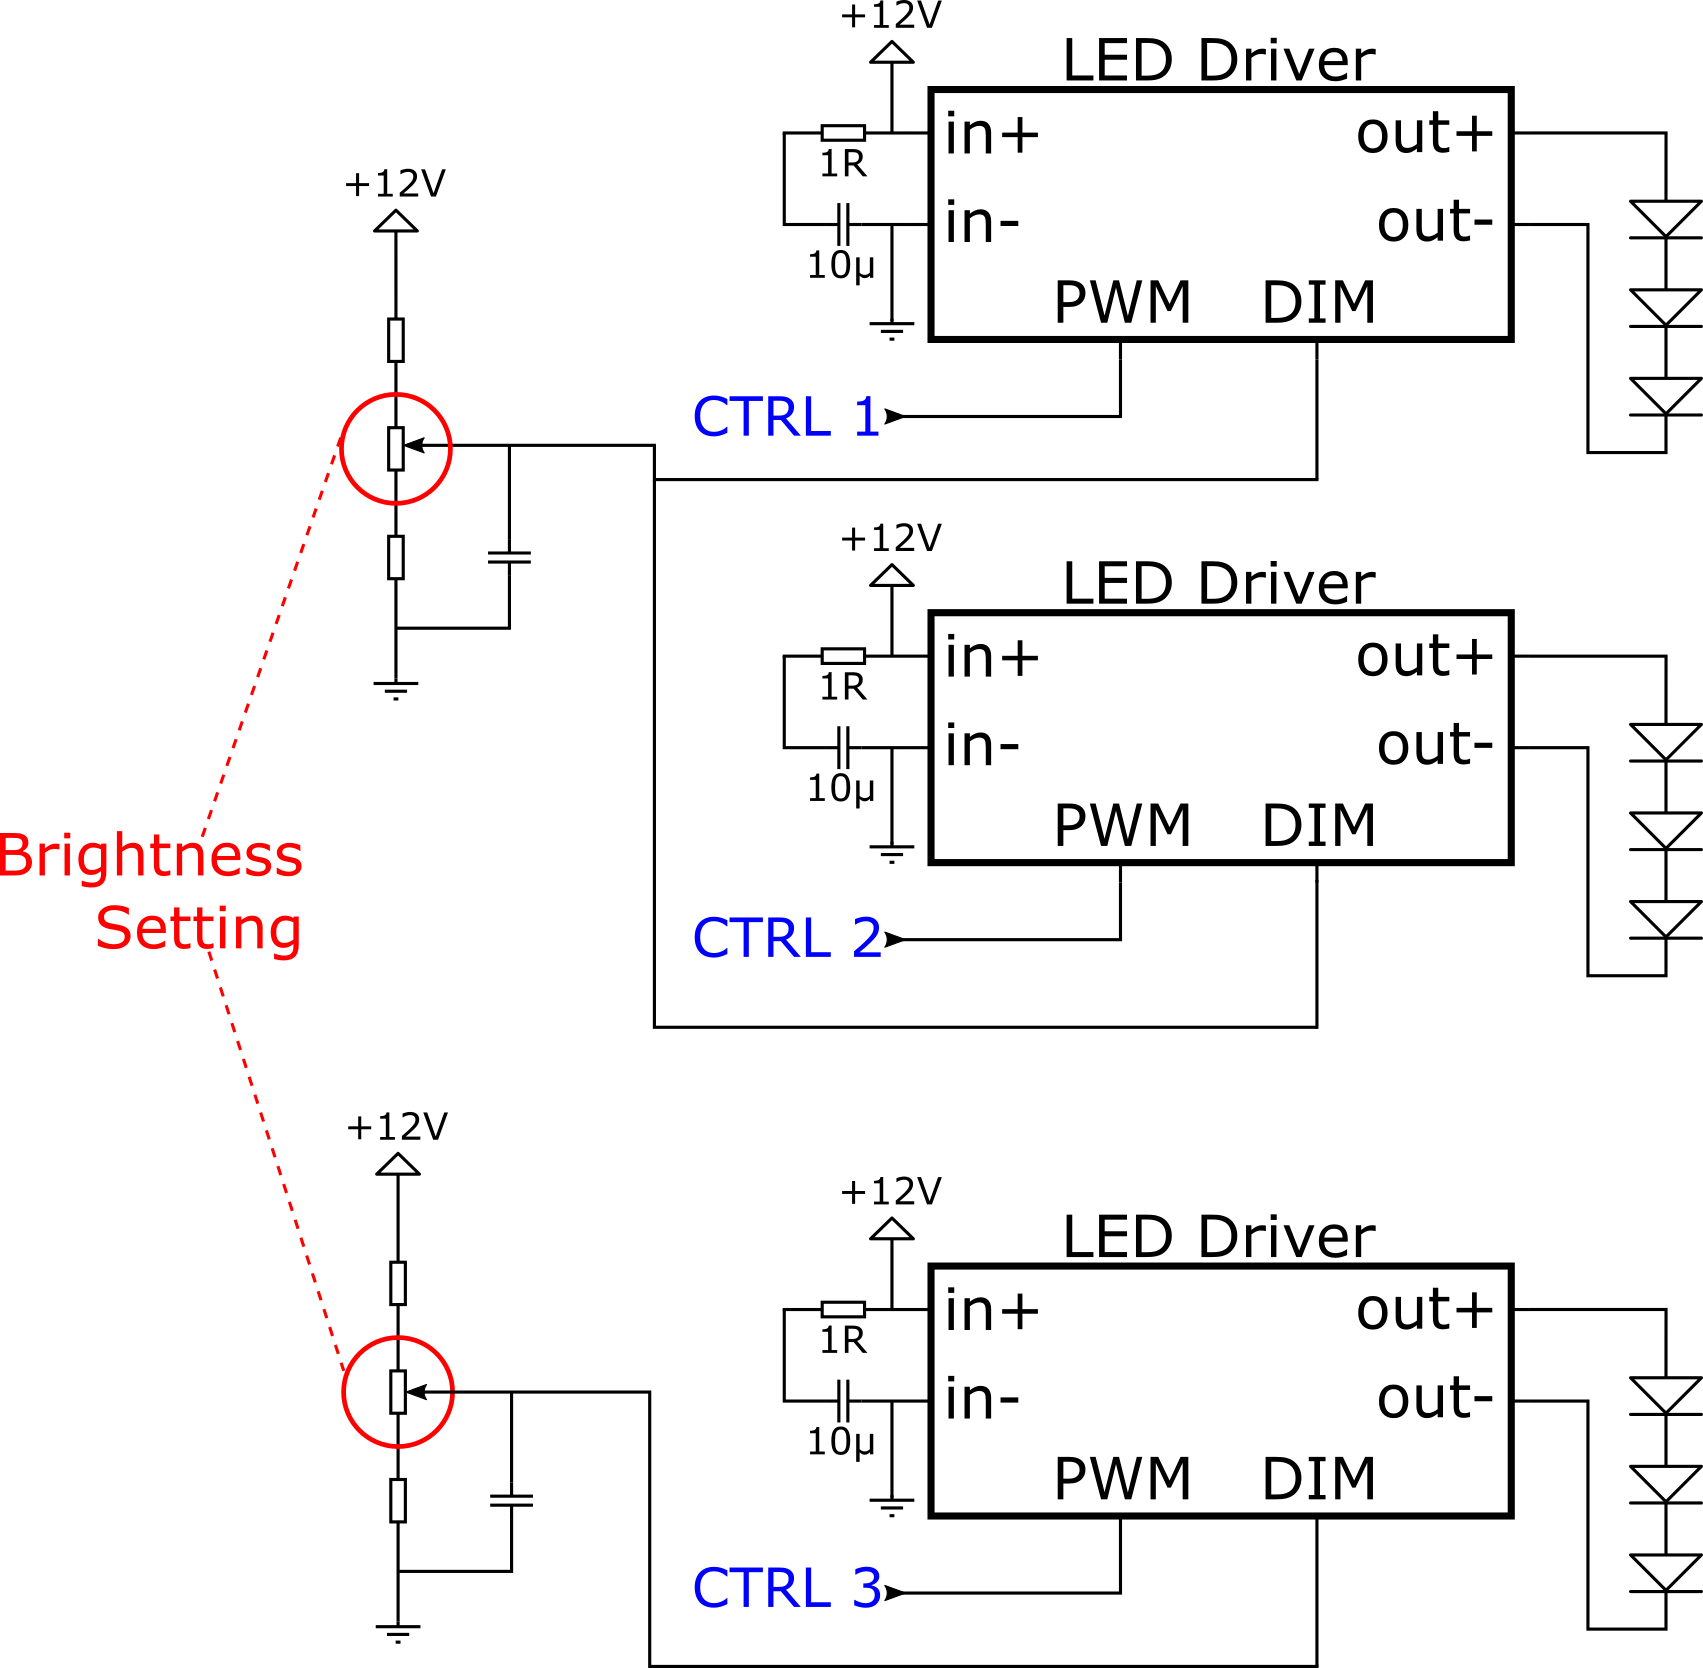 +12V
LED Driver
in+
out+
1R
+12V
in-
out-
10µ
PWM
DIM
CTRL 1
+12V
LED Driver
in+
out+
1R
in-
out-
10µ
PWM
DIM
Brightness
Setting
CTRL 2
+12V
+12V
LED Driver
in+
out+
1R
in-
out-
10µ
PWM
DIM
CTRL 3